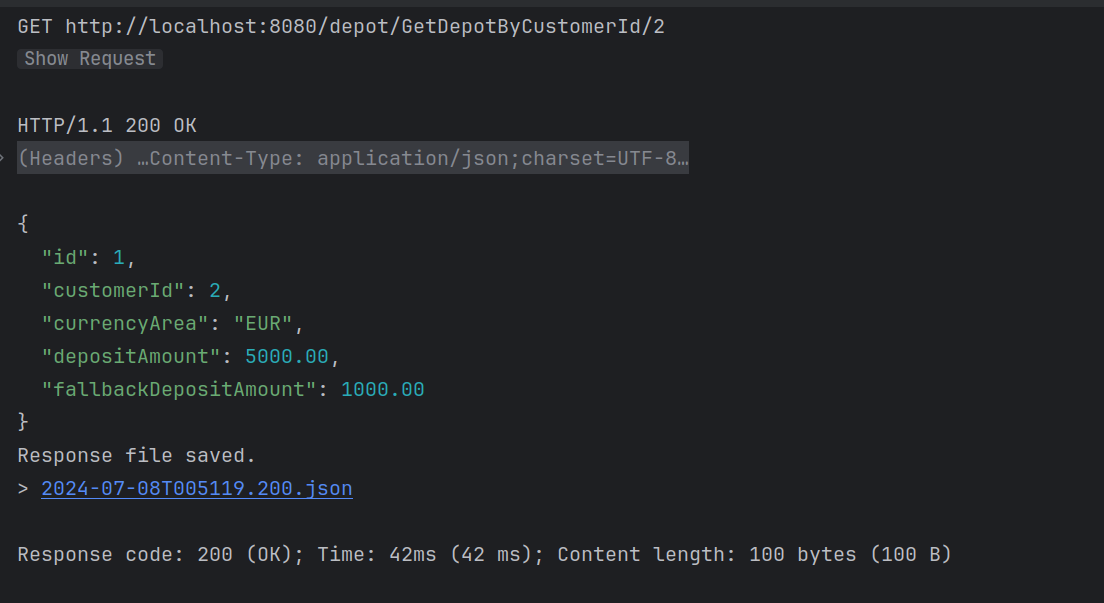 GET http://localhost:8080/depot/GetDepotByCustomerId/2
Show Request
HTTP/1.1 200 OK
(Headers) …Content-Type: application/json;charset=UTF-8…
{
"id": 1,
"customerId": 2,
"currencyArea": "EUR",
"depositAmount": 5000.00,
"fallbackDepositAmount": 1000.00
}
Response file saved.
> 2024-07-08T005119.200.json
Response code: 200 (OK); Time: 42ms (42 ms); Content length: 100 bytes (100 B)